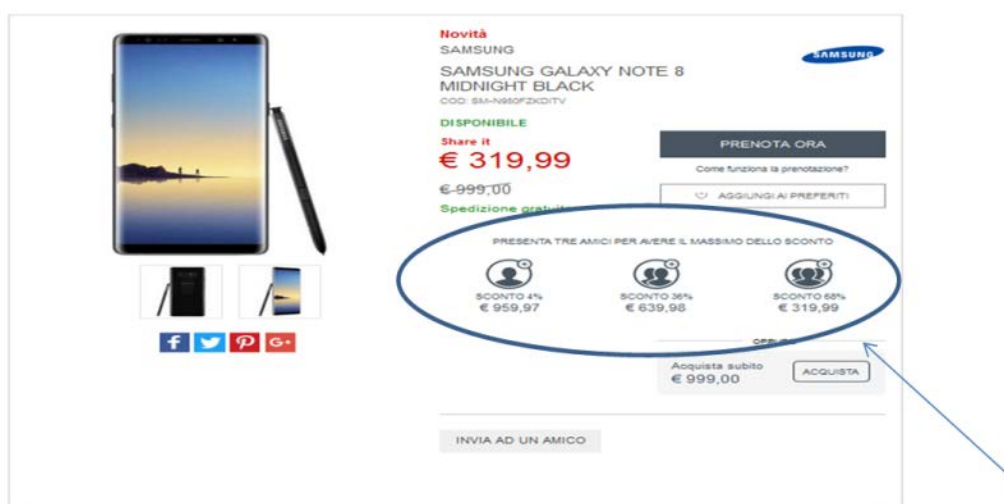 Novità
SAMSUNG
SAMSUNG
SAMSUNG GALAXY NOTE 8
MIDNIGHT BLACK
COD: SM-N950FZKDITV
DISPONIBILE
Share it
€ 319,99
PRENOTA ORA
Come funziona la prenotazione?
€ 999,00
AGGIUNGI AI PREFERITI
Spedizione gratuita
PRESENTA TRE AMICI PER AVERE IL MASSIMO DELLO SCONTO
SCONTO 4%
€ 959,97
SCONTO 36%
€ 639,98
SCONTO 68%
€ 319,99
Acquista subito
€ 999,00
ACQUISTA
INVIA AD UN AMICO